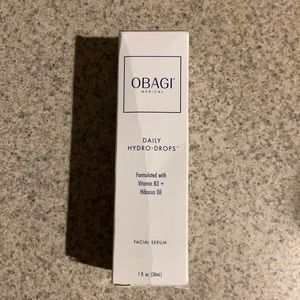 OBAGI
MEDICAL
DAILY
HYDRO-DROPS™
Formulated with
Vitamin B3 +
Hibiscus Oil
FACIAL SERUM
1 fl. oz (30mL)